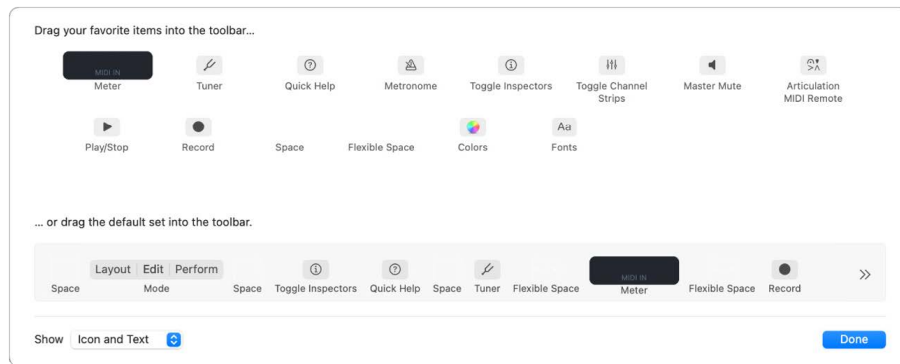 Drag your favorite items into the toolbar...
MIDI IN
Meter Tuner Quick Help Metronome Toggle Inspectors Toggle Channel Strips Master Mute Articulation MIDI Remote
Aa
Play/Stop Record Space Flexible Space Colors Fonts
... or drag the default set into the toolbar.
Layout Edit Perform
MIDI IN
Space Mode Space Toggle Inspectors Quick Help Space Tuner Flexible Space Meter Flexible Space Record
Show Icon and Text Done